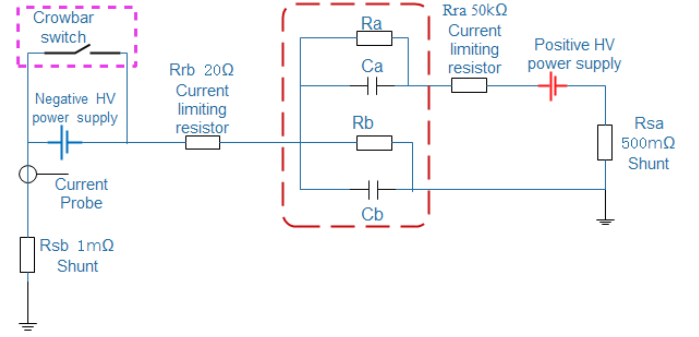 Crowbar
switch
Negative HV
power supply
Current
Probe
Rsb 1mΩ
Shunt
Rrb 20Ω
Current
limiting
resistor
Ra
Ca
Rb
Cb
Rra 50kΩ
Current
limiting
resistor
Positive HV
power supply
Rsa
500mΩ
Shunt